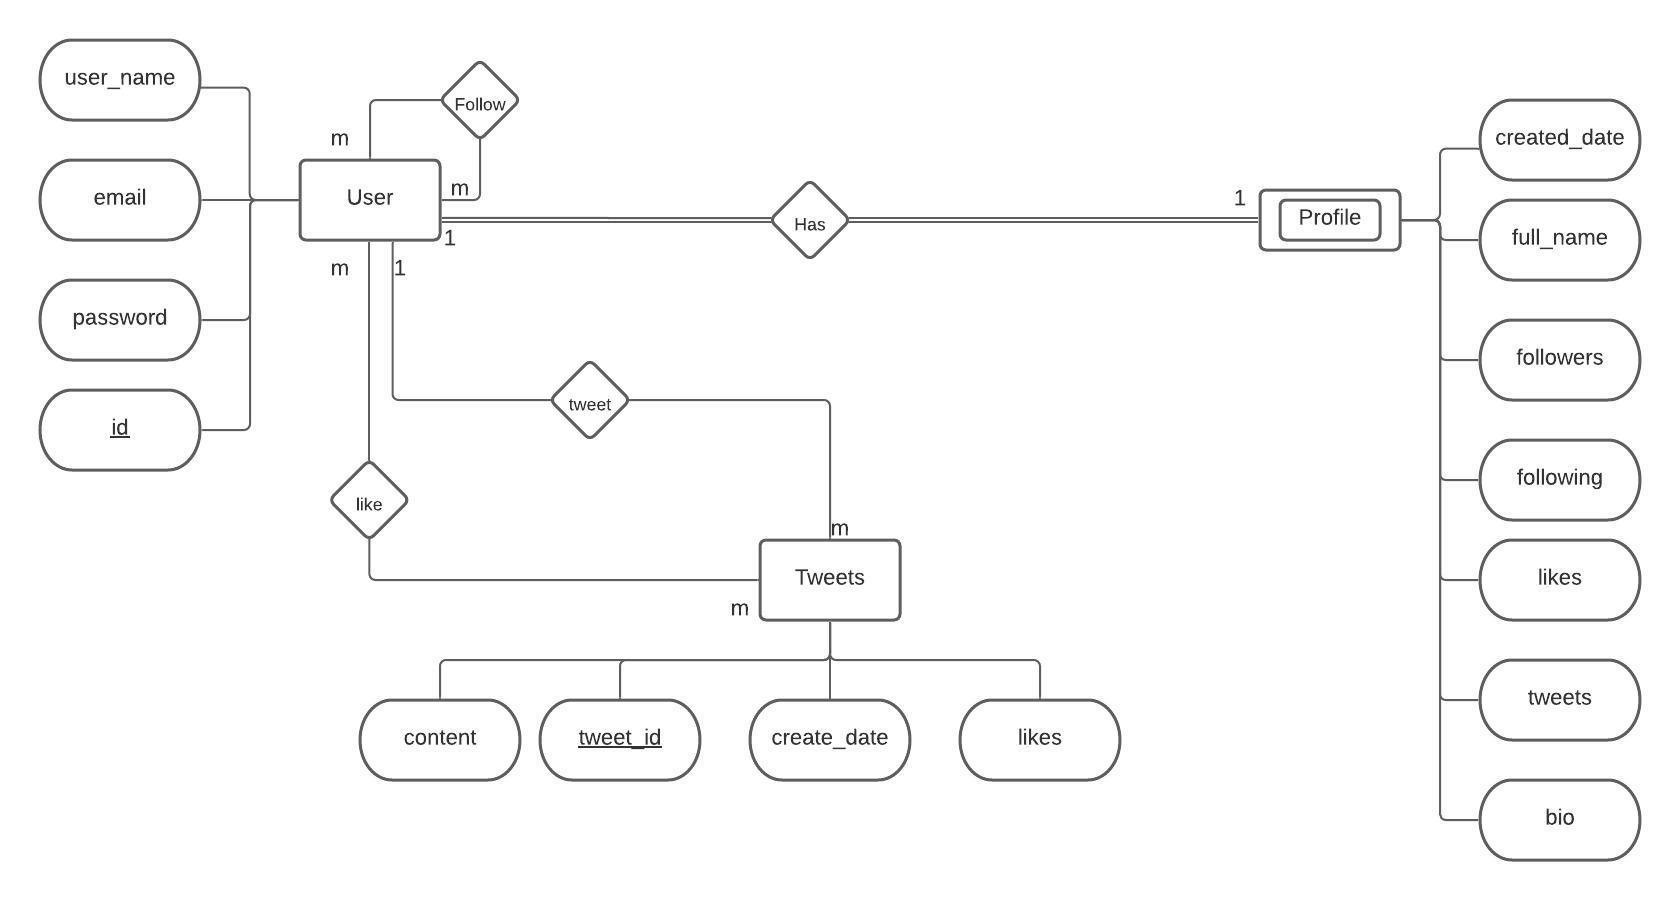 user_name
email
password
id
Follow
m
User
m
1
m
1
Has
1
Profile
created_date
full_name
followers
following
likes
tweets
bio
tweet
like
m
Tweets
m
content
tweet_id
create_date
likes